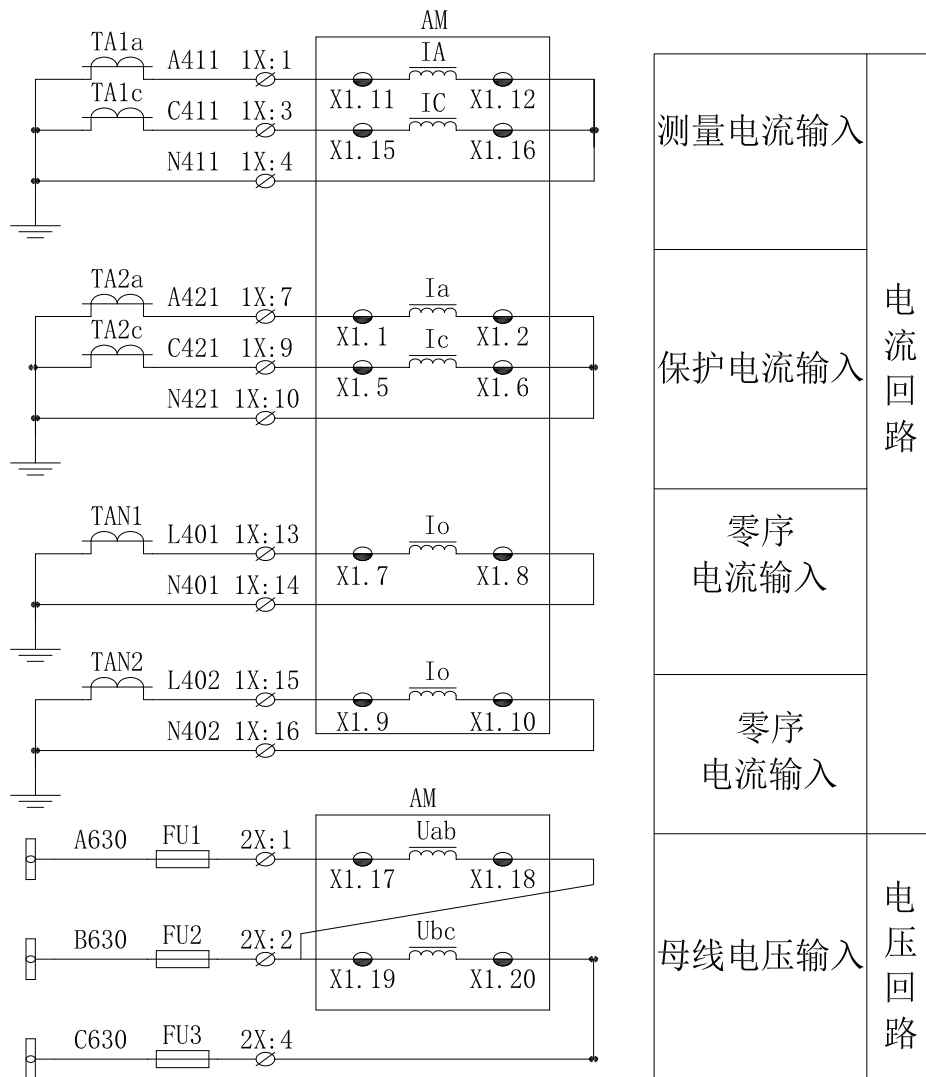 AM
TA1a A411 1X:1 IA
X1.11 X1.12
TA1c C411 1X:3 IC
X1.15 X1.16
N411 1X:4
测量电流输入
TA2a A421 1X:7 Ia
X1.1 X1.2
TA2c C421 1X:9 Ic
X1.5 X1.6
N421 1X:10
保护电流输入
电流回路
TAN1 L401 1X:13 Io
X1.7 X1.8
N401 1X:14
零序
电流输入
TAN2 L402 1X:15 Io
X1.9 X1.10
N402 1X:16
零序
电流输入
AM
A630 FU1 2X:1 Uab
X1.17 X1.18
B630 FU2 2X:2 Ubc
X1.19 X1.20
C630 FU3 2X:4
母线电压输入
电压回路